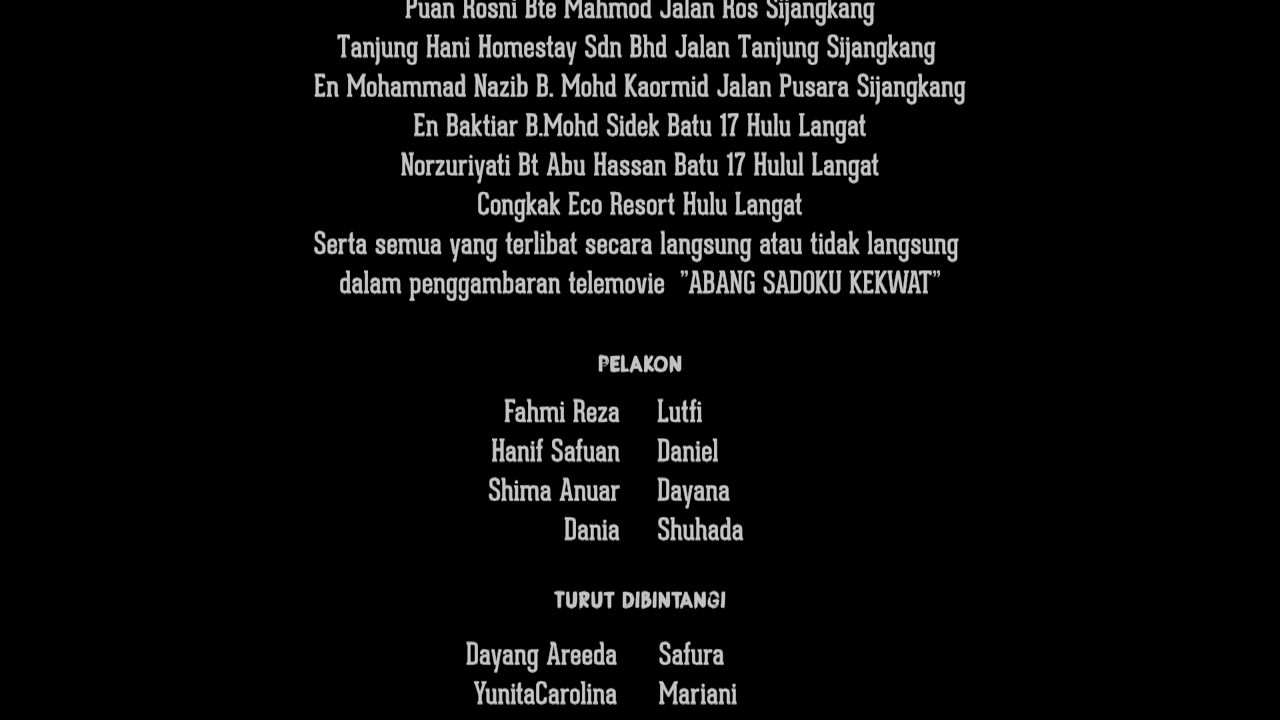 Puan Rosni Bte Mahmod Jalan Ros Sijangkang
Tanjung Hani Homestay Sdn Bhd Jalan Tanjung Sijangkang
En Mohammad Nazib B. Mohd Kaormid Jalan Pusara Sijangkang
En Baktiar B.Mohd Sidek Batu 17 Hulu Langat
Norzuriyati Bt Abu Hassan Batu 17 Hulul Langat
Congkak Eco Resort Hulu Langat
Serta semua yang terlibat secara langsung atau tidak langsung
dalam penggambaran telemovie "ABANG SADOKU KEKWAT"
PELAKON
Fahmi Reza Lutfi
Hanif Safuan Daniel
Shima Anuar Dayana
Dania Shuhada
TURUT DIBINTANGI
Dayang Areeda Safura
YunitaCarolina Mariani